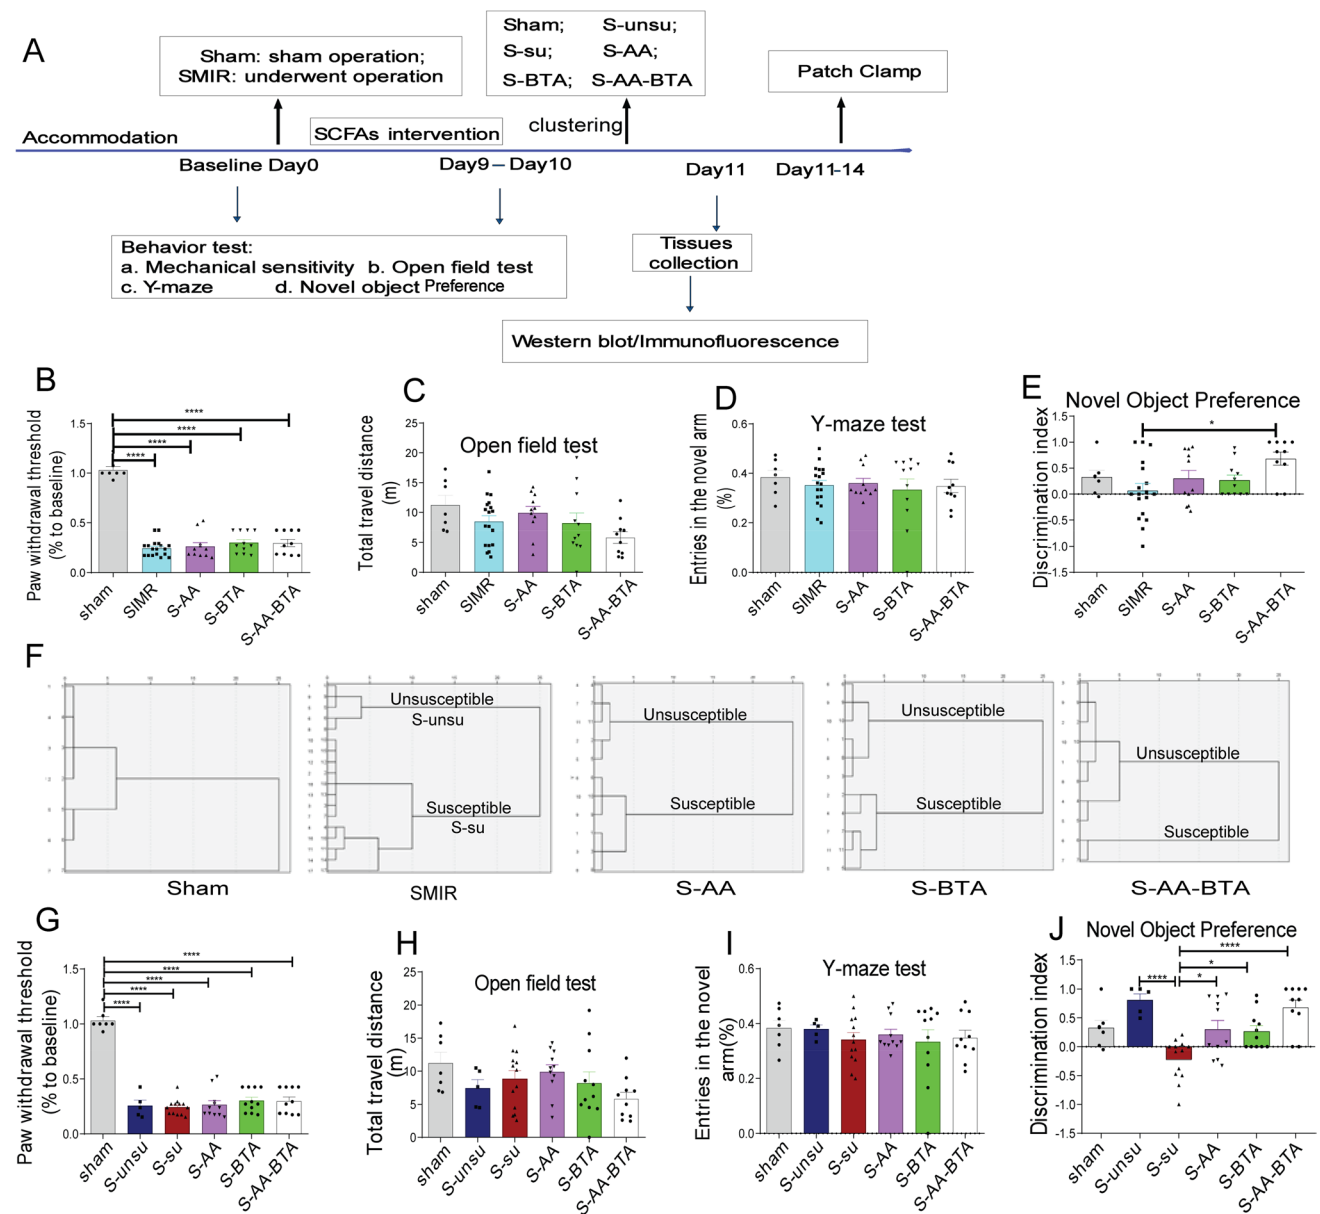 A
Sham: sham operation;
SMIR: underwent operation
Sham; S-unsu;
S-su; S-AA;
S-BTA; S-AA-BTA
Patch Clamp
Accommodation
SCFAs intervention
clustering
Baseline Day0
Day9 – Day10
Day11
Day11-14
Behavior test:
a. Mechanical sensitivity b. Open field test
c. Y-maze d. Novel object Preference
Tissues
collection
Western blot/Immunofluorescence
B
Paw withdrawal threshold
(% to baseline)
1.5
1.0
0.5
0.0
****
****
****
****
sham
SIMR
S-AA
S-BTA
S-AA-BTA
C
Open field test
Total travel distance
(m)
25
20
15
10
5
0
sham
SIMR
S-AA
S-BTA
S-AA-BTA
D
Y-maze test
Entries in the novel arm
(%)
0.6
0.4
0.2
0.0
sham
SIMR
S-AA
S-BTA
S-AA-BTA
E
Novel Object Preference
Discrimination index
1.5
1.0
0.5
0.0
-0.5
-1.0
-1.5
*
sham
SIMR
S-AA
S-BTA
S-AA-BTA
F
Sham
Unsusceptible
S-unsu
Susceptible
S-su
SMIR
Unsusceptible
Susceptible
S-AA
Unsusceptible
Susceptible
S-BTA
Unsusceptible
Susceptible
S-AA-BTA
G
Paw withdrawal threshold
(% to baseline)
1.5
1.0
0.5
0.0
****
****
****
****
****
sham
S-unsu
S-su
S-AA
S-BTA
S-AA-BTA
H
Open field test
Total travel distance
(m)
25
20
15
10
5
0
sham
S-unsu
S-su
S-AA
S-BTA
S-AA-BTA
I
Y-maze test
Entries in the novel
arm(%)
0.6
0.4
0.2
0.0
sham
S-unsu
S-su
S-AA
S-BTA
S-AA-BTA
J
Novel Object Preference
Discrimination index
1.5
1.0
0.5
0.0
-0.5
-1.0
-1.5
****
*
****
*
sham
S-unsu
S-su
S-AA
S-BTA
S-AA-BTA